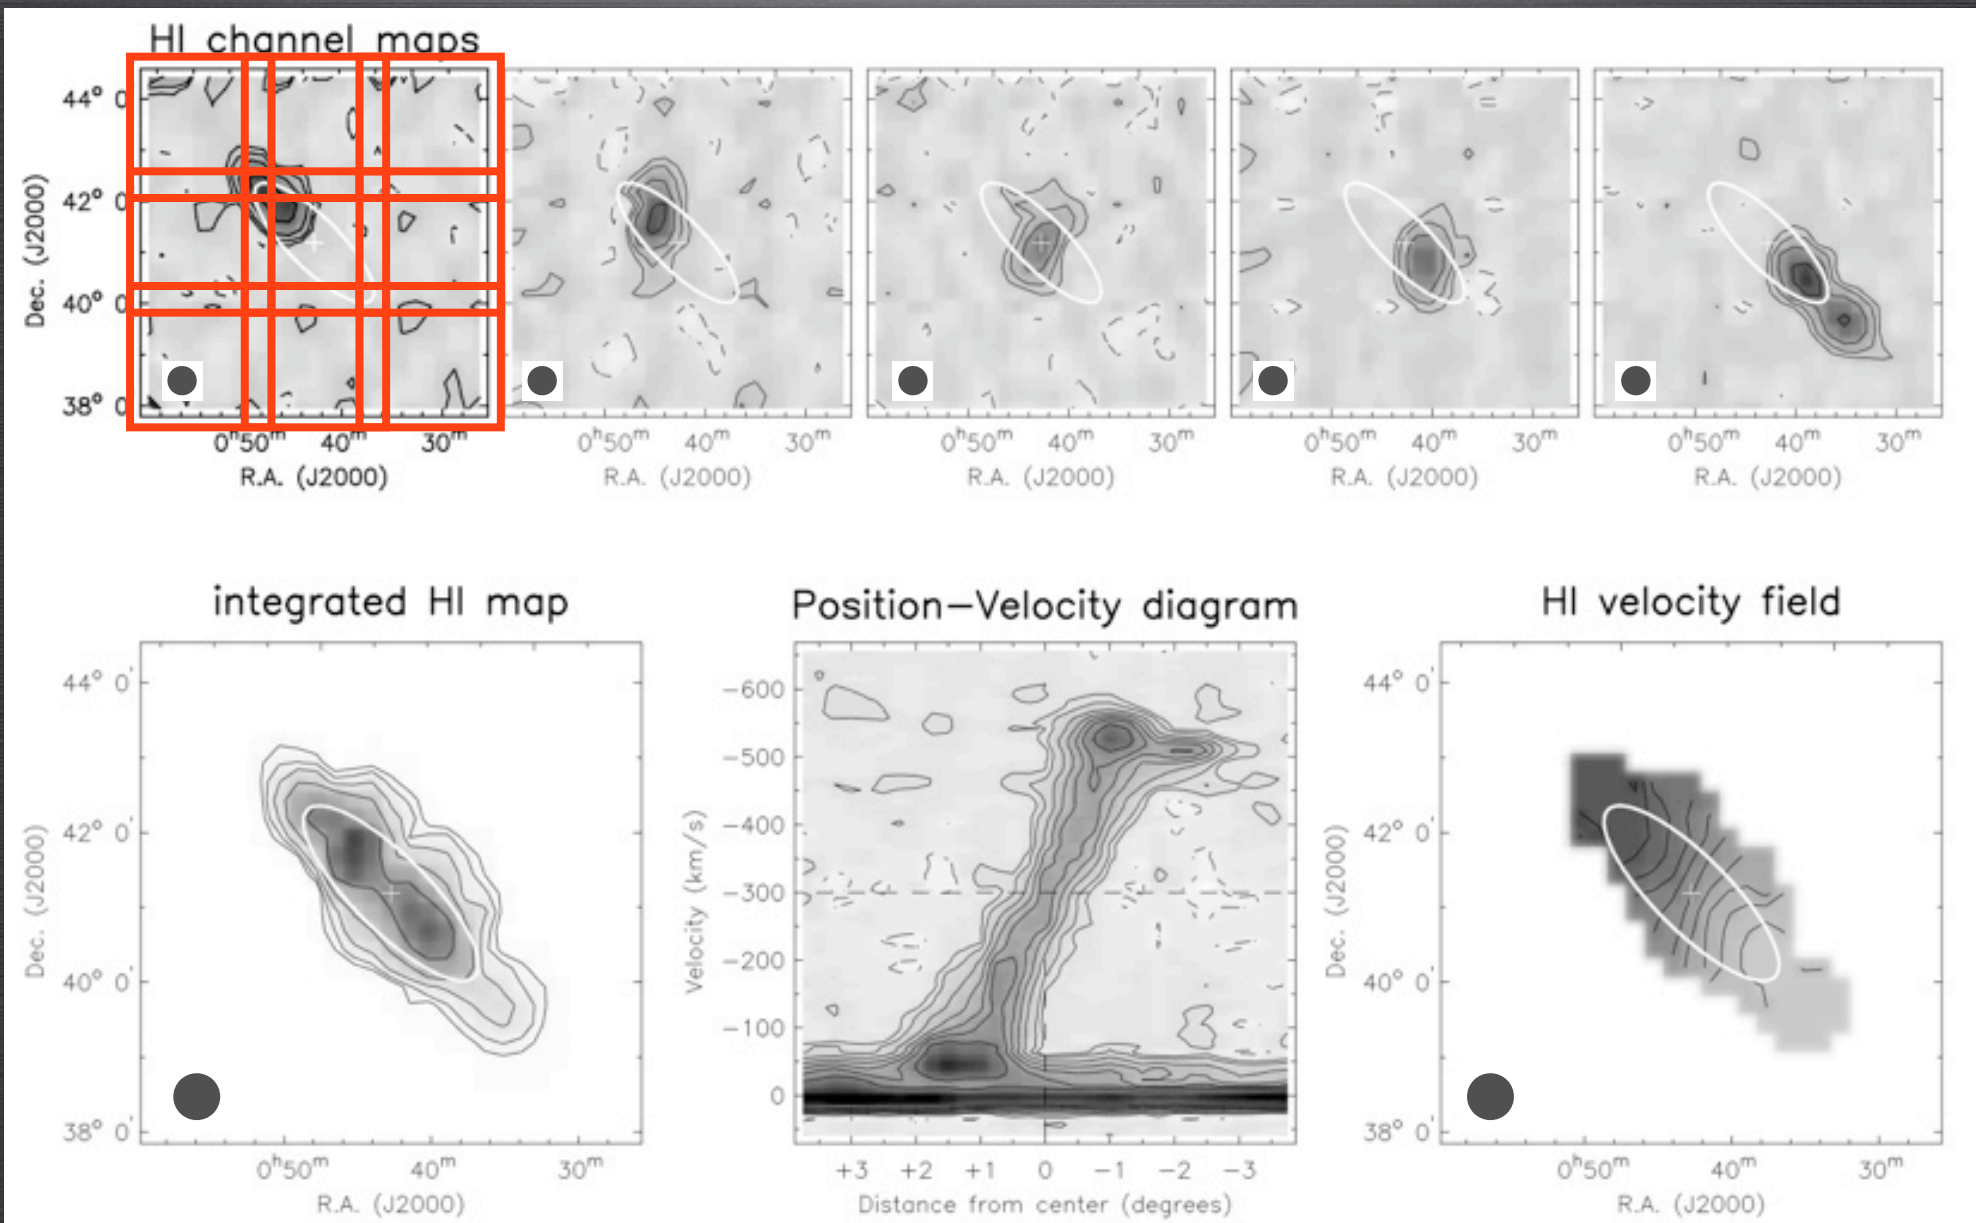 HI channel maps
44° 0
42° 0
40° 0
38° 0
Dec. (J2000)
0ʰ50ᵐ 40ᵐ 30ᵐ
0ʰ50ᵐ 40ᵐ 30ᵐ
0ʰ50ᵐ 40ᵐ 30ᵐ
0ʰ50ᵐ 40ᵐ 30ᵐ
0ʰ50ᵐ 40ᵐ 30ᵐ
R.A. (J2000)
R.A. (J2000)
R.A. (J2000)
R.A. (J2000)
R.A. (J2000)
integrated HI map
44° 0'
42° 0'
40° 0'
38° 0'
Dec. (J2000)
0ʰ50ᵐ 40ᵐ 30ᵐ
R.A. (J2000)
Position−Velocity diagram
−600
−500
−400
−300
−200
−100
0
Velocity (km/s)
+3 +2 +1 0 −1 −2 −3
Distance from center (degrees)
HI velocity field
44° 0'
42° 0'
40° 0'
38° 0'
Dec. (J2000)
0ʰ50ᵐ 40ᵐ 30ᵐ
R.A. (J2000)